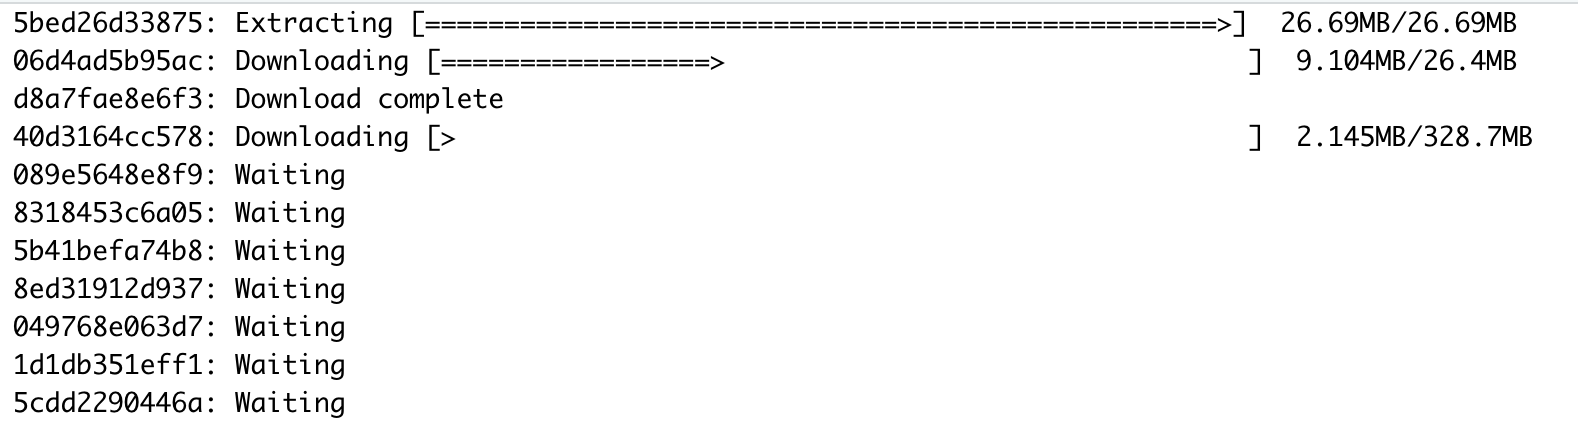 5bed26d33875: Extracting [==================================================>]  26.69MB/26.69MB
06d4ad5b95ac: Downloading [=================>                                 ]  9.104MB/26.4MB
d8a7fae8e6f3: Download complete
40d3164cc578: Downloading [>                                                  ]  2.145MB/328.7MB
089e5648e8f9: Waiting
8318453c6a05: Waiting
5b41befa74b8: Waiting
8ed31912d937: Waiting
049768e063d7: Waiting
1d1db351eff1: Waiting
5cdd2290446a: Waiting